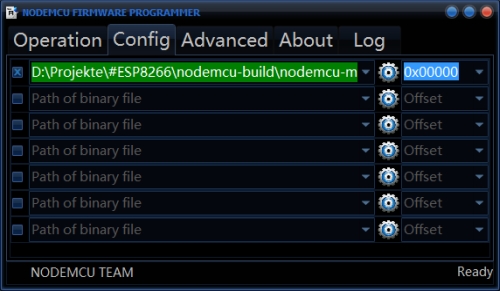 NODEMCU FIRMWARE PROGRAMMER
Operation Config Advanced About Log
D:\Projekte\#ESP8266\nodemcu-build\nodemcu-m 0x00000
Path of binary file Offset
Path of binary file Offset
Path of binary file Offset
Path of binary file Offset
Path of binary file Offset
Path of binary file Offset
NODEMCU TEAM Ready